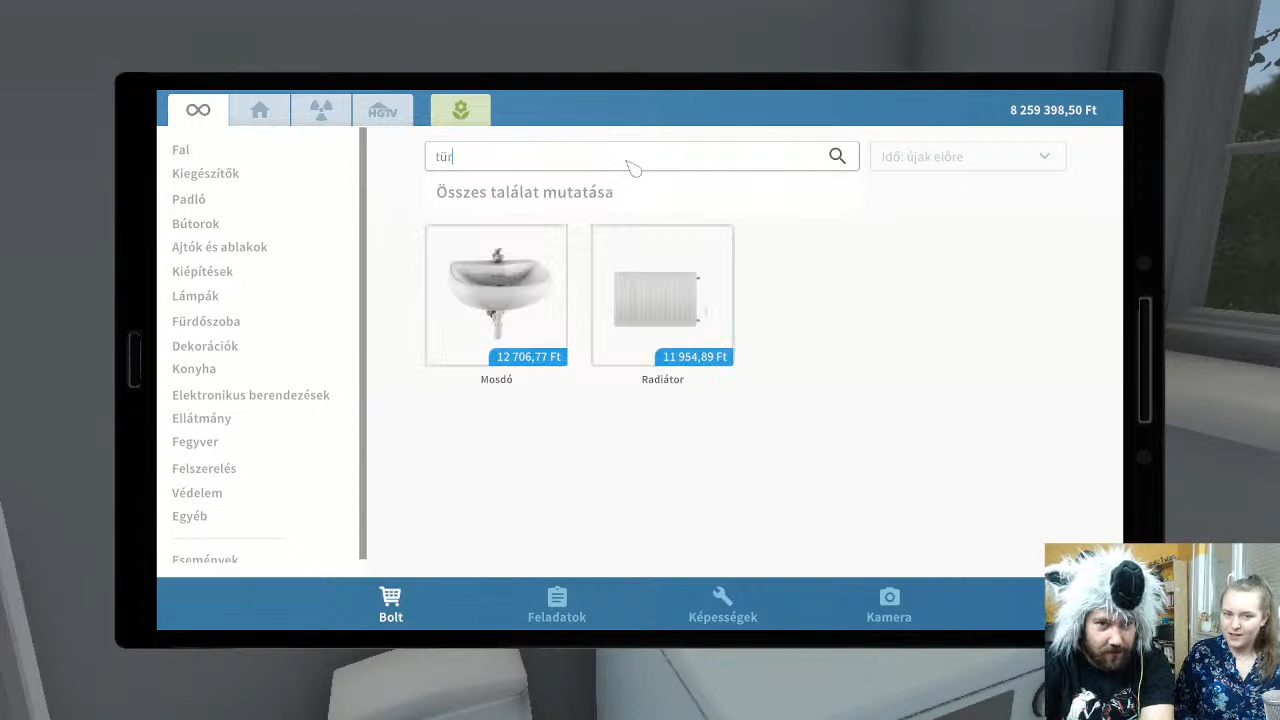 HGTV
8 259 398,50 Ft
Fal
Kiegészítők
Padló
Bútorok
Ajtók és ablakok
Kiépítések
Lámpák
Fürdőszoba
Dekorációk
Konyha
Elektronikus berendezések
Ellátmány
Fegyver
Felszerelés
Védelem
Egyéb
Események
tür
Idő: újak előre
Összes találat mutatása
12 706,77 Ft
Mosdó
11 954,89 Ft
Radiátor
Bolt
Feladatok
Képességek
Kamera